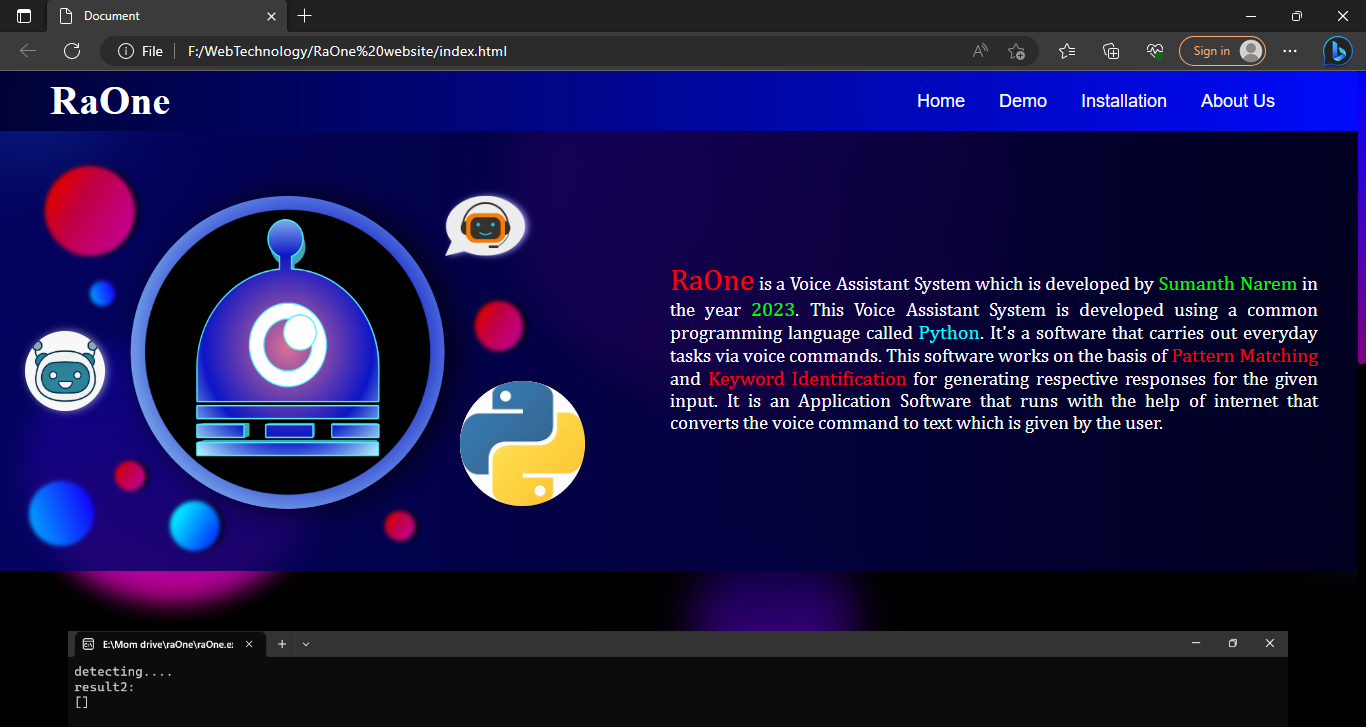 Document
File
F:/WebTechnology/RaOne%20website/index.html
Sign in
RaOne
Home
Demo
Installation
About Us
RaOne is a Voice Assistant System which is developed by Sumanth Narem in
the year 2023. This Voice Assistant System is developed using a common
programming language called Python. It's a software that carries out everyday
tasks via voice commands. This software works on the basis of Pattern Matching
and Keyword Identification for generating respective responses for the given
input. It is an Application Software that runs with the help of internet that
converts the voice command to text which is given by the user.
E:\Mom drive\raOne\raOne.e
detecting....
result2:
[]